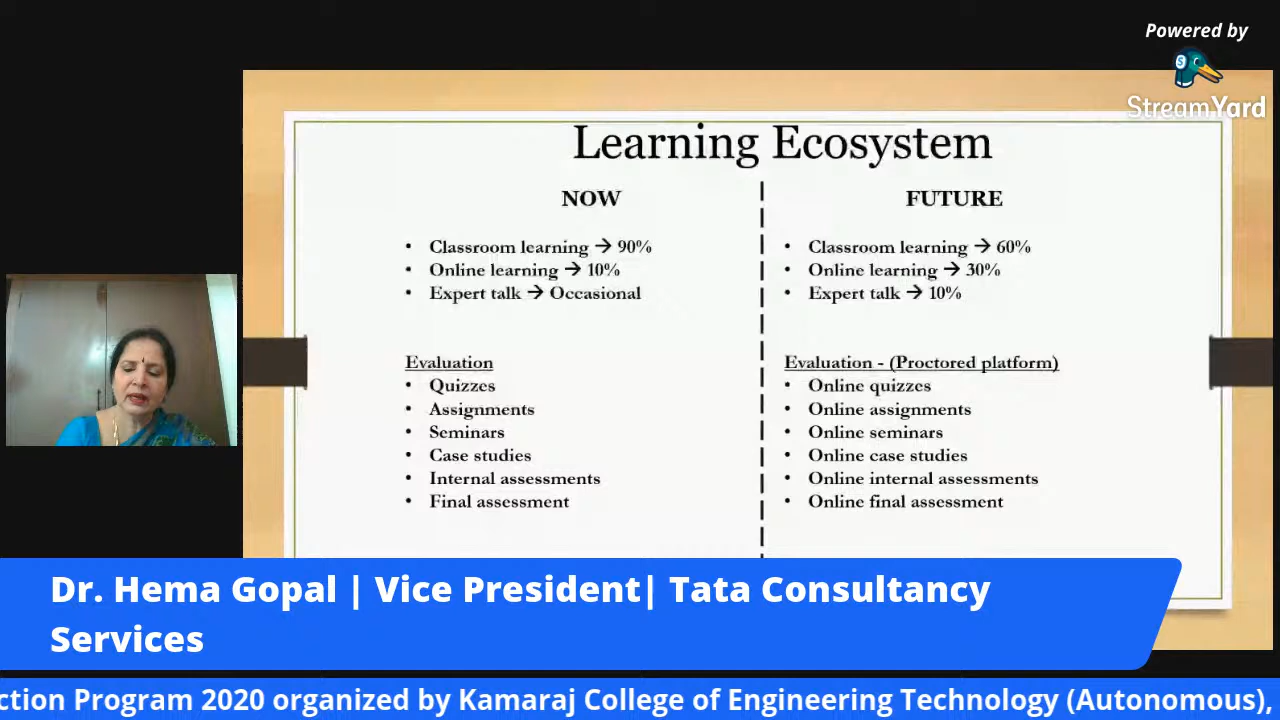 Powered by
StreamYard
Learning Ecosystem
NOW
• Classroom learning → 90%
• Online learning → 10%
• Expert talk → Occasional
Evaluation
• Quizzes
• Assignments
• Seminars
• Case studies
• Internal assessments
• Final assessment
FUTURE
• Classroom learning → 60%
• Online learning → 30%
• Expert talk → 10%
Evaluation - (Proctored platform)
• Online quizzes
• Online assignments
• Online seminars
• Online case studies
• Online internal assessments
• Online final assessment
Dr. Hema Gopal | Vice President| Tata Consultancy
Services
ction Program 2020 organized by Kamaraj College of Engineering Technology (Autonomous),